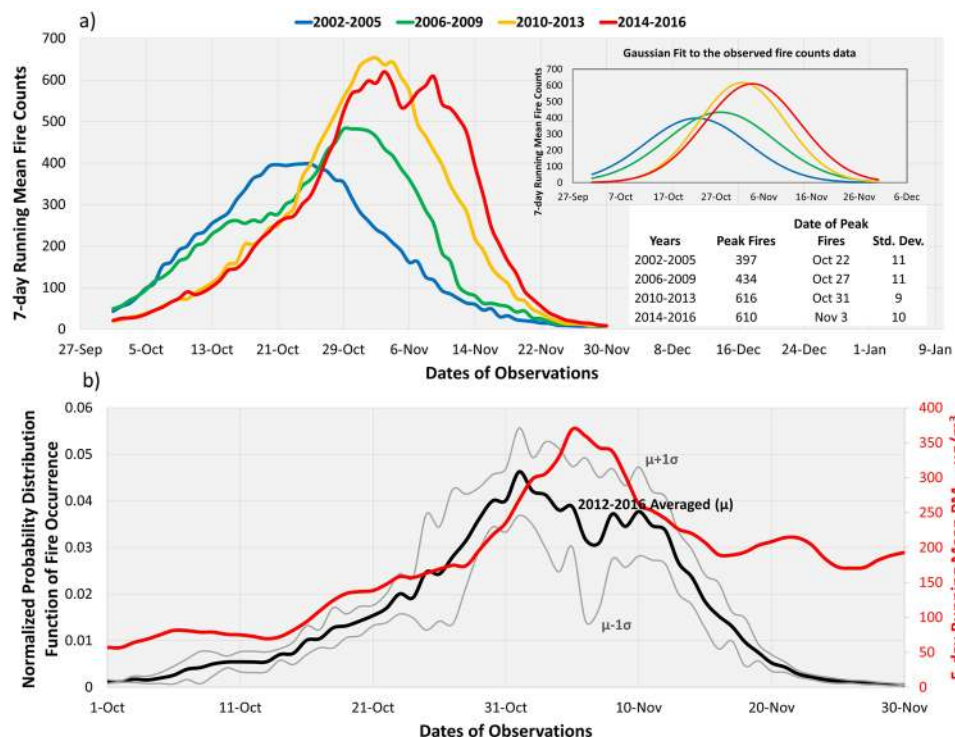 a)
2002-2005 2006-2009 2010-2013 2014-2016
7-day Running Mean Fire Counts
700
600
500
400
300
200
100
0
27-Sep 5-Oct 13-Oct 21-Oct 29-Oct 6-Nov 14-Nov 22-Nov 30-Nov 8-Dec 16-Dec 24-Dec 1-Jan 9-Jan
Dates of Observations
Gaussian Fit to the observed fire counts data
7-day Running Mean Fire Counts
700
600
500
400
300
200
100
0
27-Sep 7-Oct 17-Oct 27-Oct 6-Nov 16-Nov 26-Nov 6-Dec
Date of Peak
Years Peak Fires Fires Std. Dev.
2002-2005 397 Oct 22 11
2006-2009 434 Oct 27 11
2010-2013 616 Oct 31 9
2014-2016 610 Nov 3 10
b)
Normalized Probability Distribution
Function of Fire Occurrence
0.06
0.05
0.04
0.03
0.02
0.01
0
μ+1σ
2012-2016 Averaged (μ)
μ-1σ
400
350
300
250
200
150
100
50
0
Running Mean
1-Oct 11-Oct 21-Oct 31-Oct 10-Nov 20-Nov 30-Nov
Dates of Observations